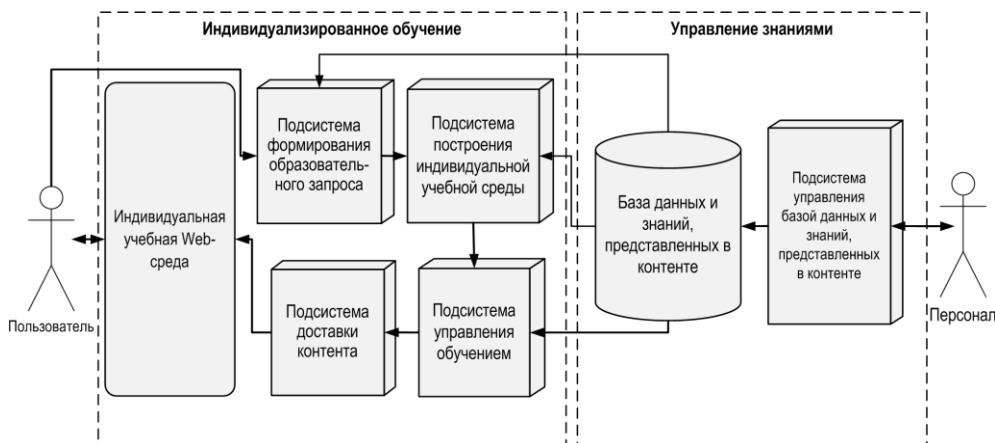 Индивидуализированное обучение
Управление знаниями
Подсистема
формирования
образователь-
ного запроса
Подсистема
построения
индивидуальной
учебной среды
Индивидуальная
учебная Web-
среда
База данных и
знаний,
представленных в
контенте
Подсистема
управления
базой данных и
знаний,
представленных
в контенте
Пользователь
Персонал
Подсистема
доставки
контента
Подсистема
управления
обучением